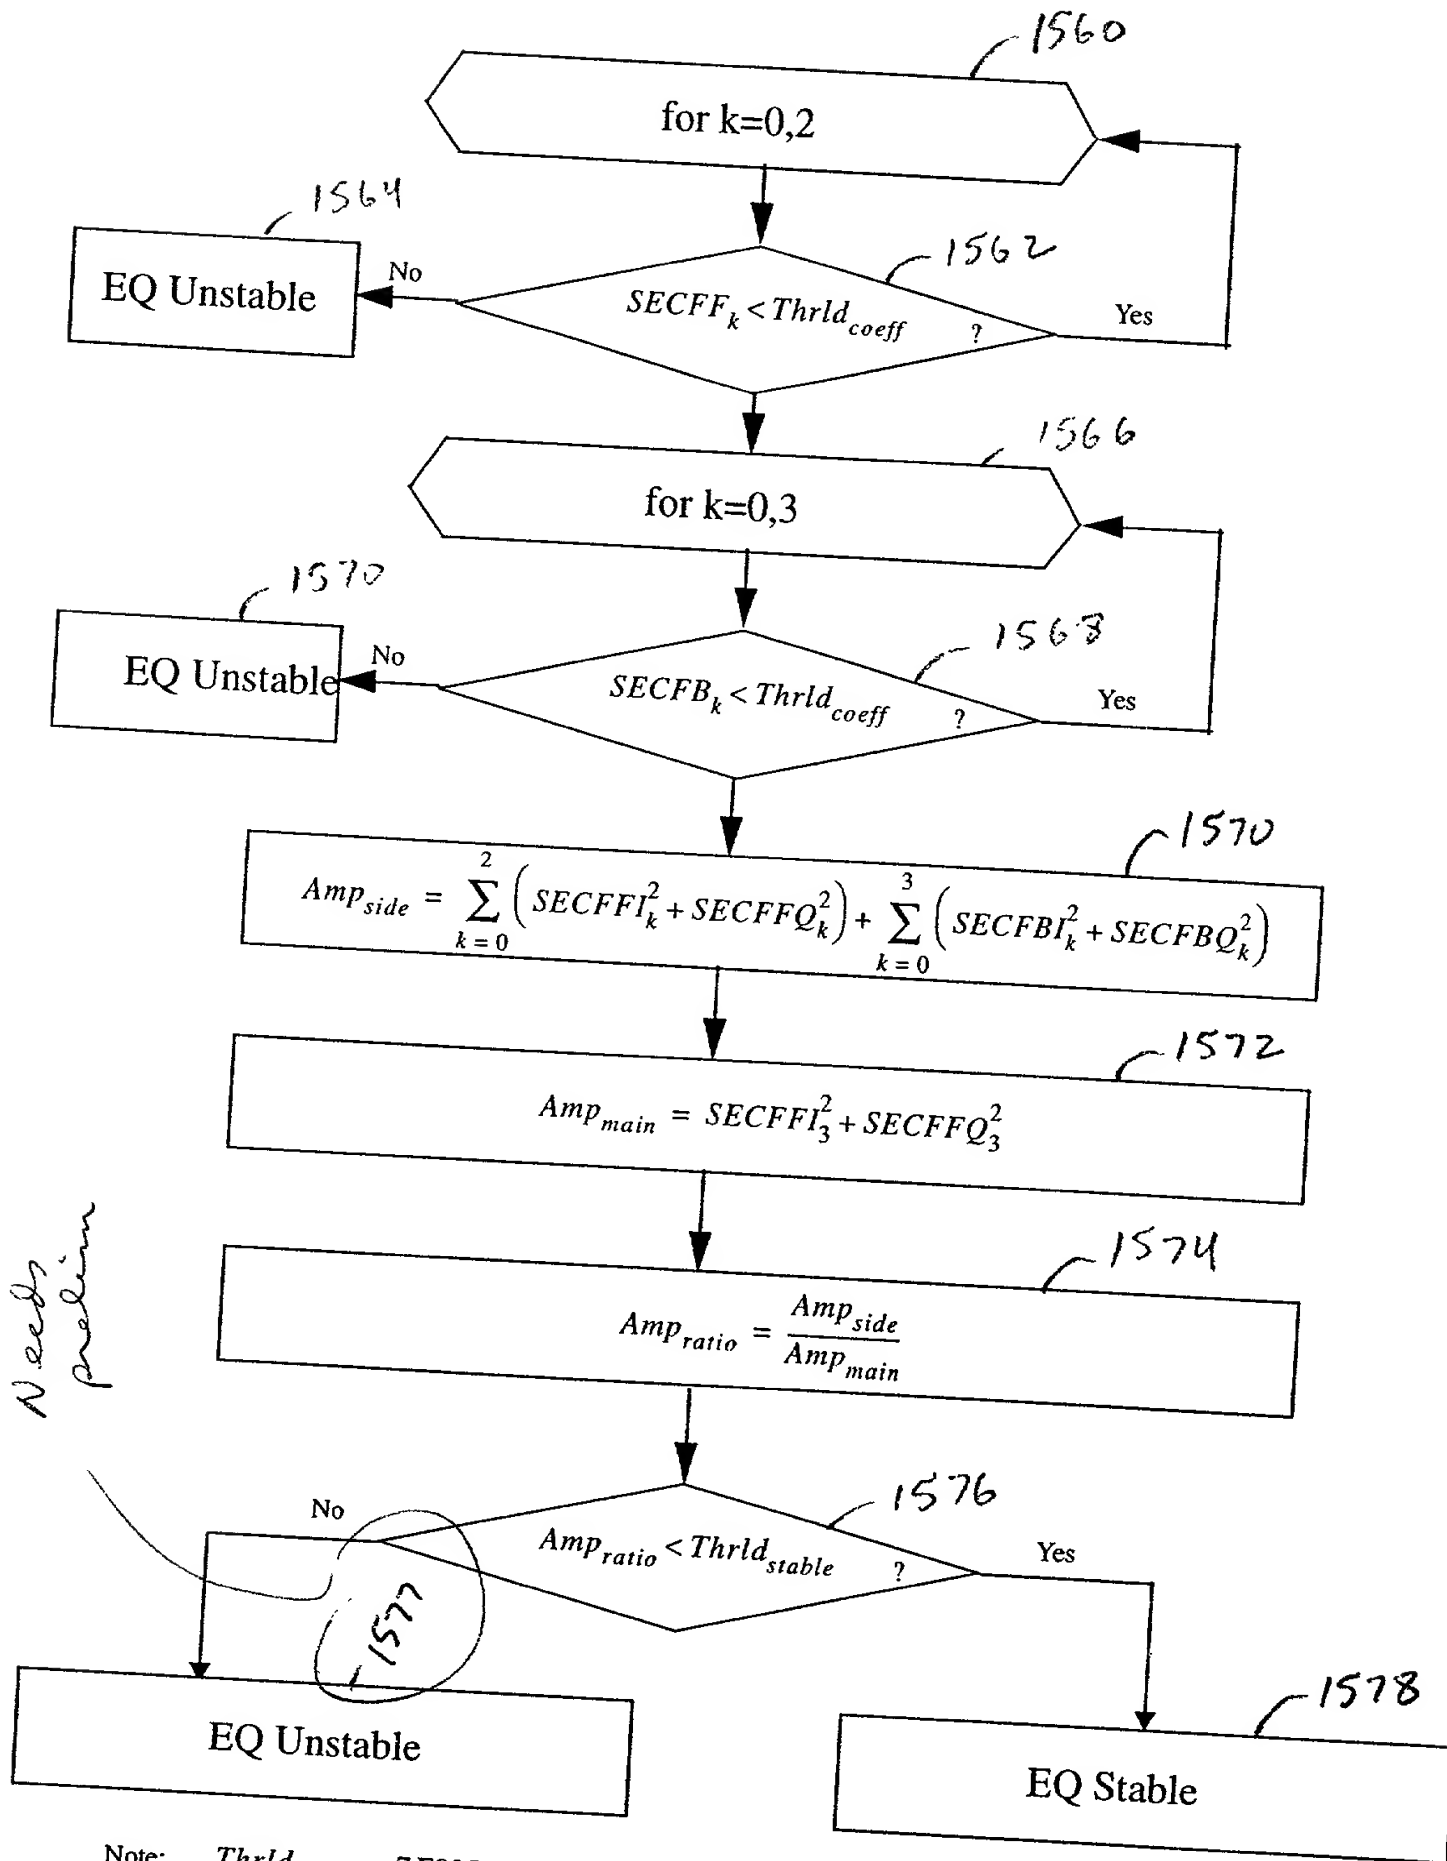 1560
for k=0,2
1564
1562
EQ Unstable
No
SECFF_k < Thrld_coeff ?
Yes
1566
for k=0,3
1570
1568
EQ Unstable
No
SECFB_k < Thrld_coeff ?
Yes
1570
Amp_side = \sum_{k=0}^{2} (SECFFI_k^2 + SECFFQ_k^2) + \sum_{k=0}^{3} (SECFBI_k^2 + SECFBQ_k^2)
1572
Amp_main = SECFFI_3^2 + SECFFQ_3^2
1574
Amp_ratio = Amp_side / Amp_main
Needs
prelim
1576
No
Amp_ratio < Thrld_stable ?
Yes
1577
1578
EQ Unstable
EQ Stable
Note: Thrld